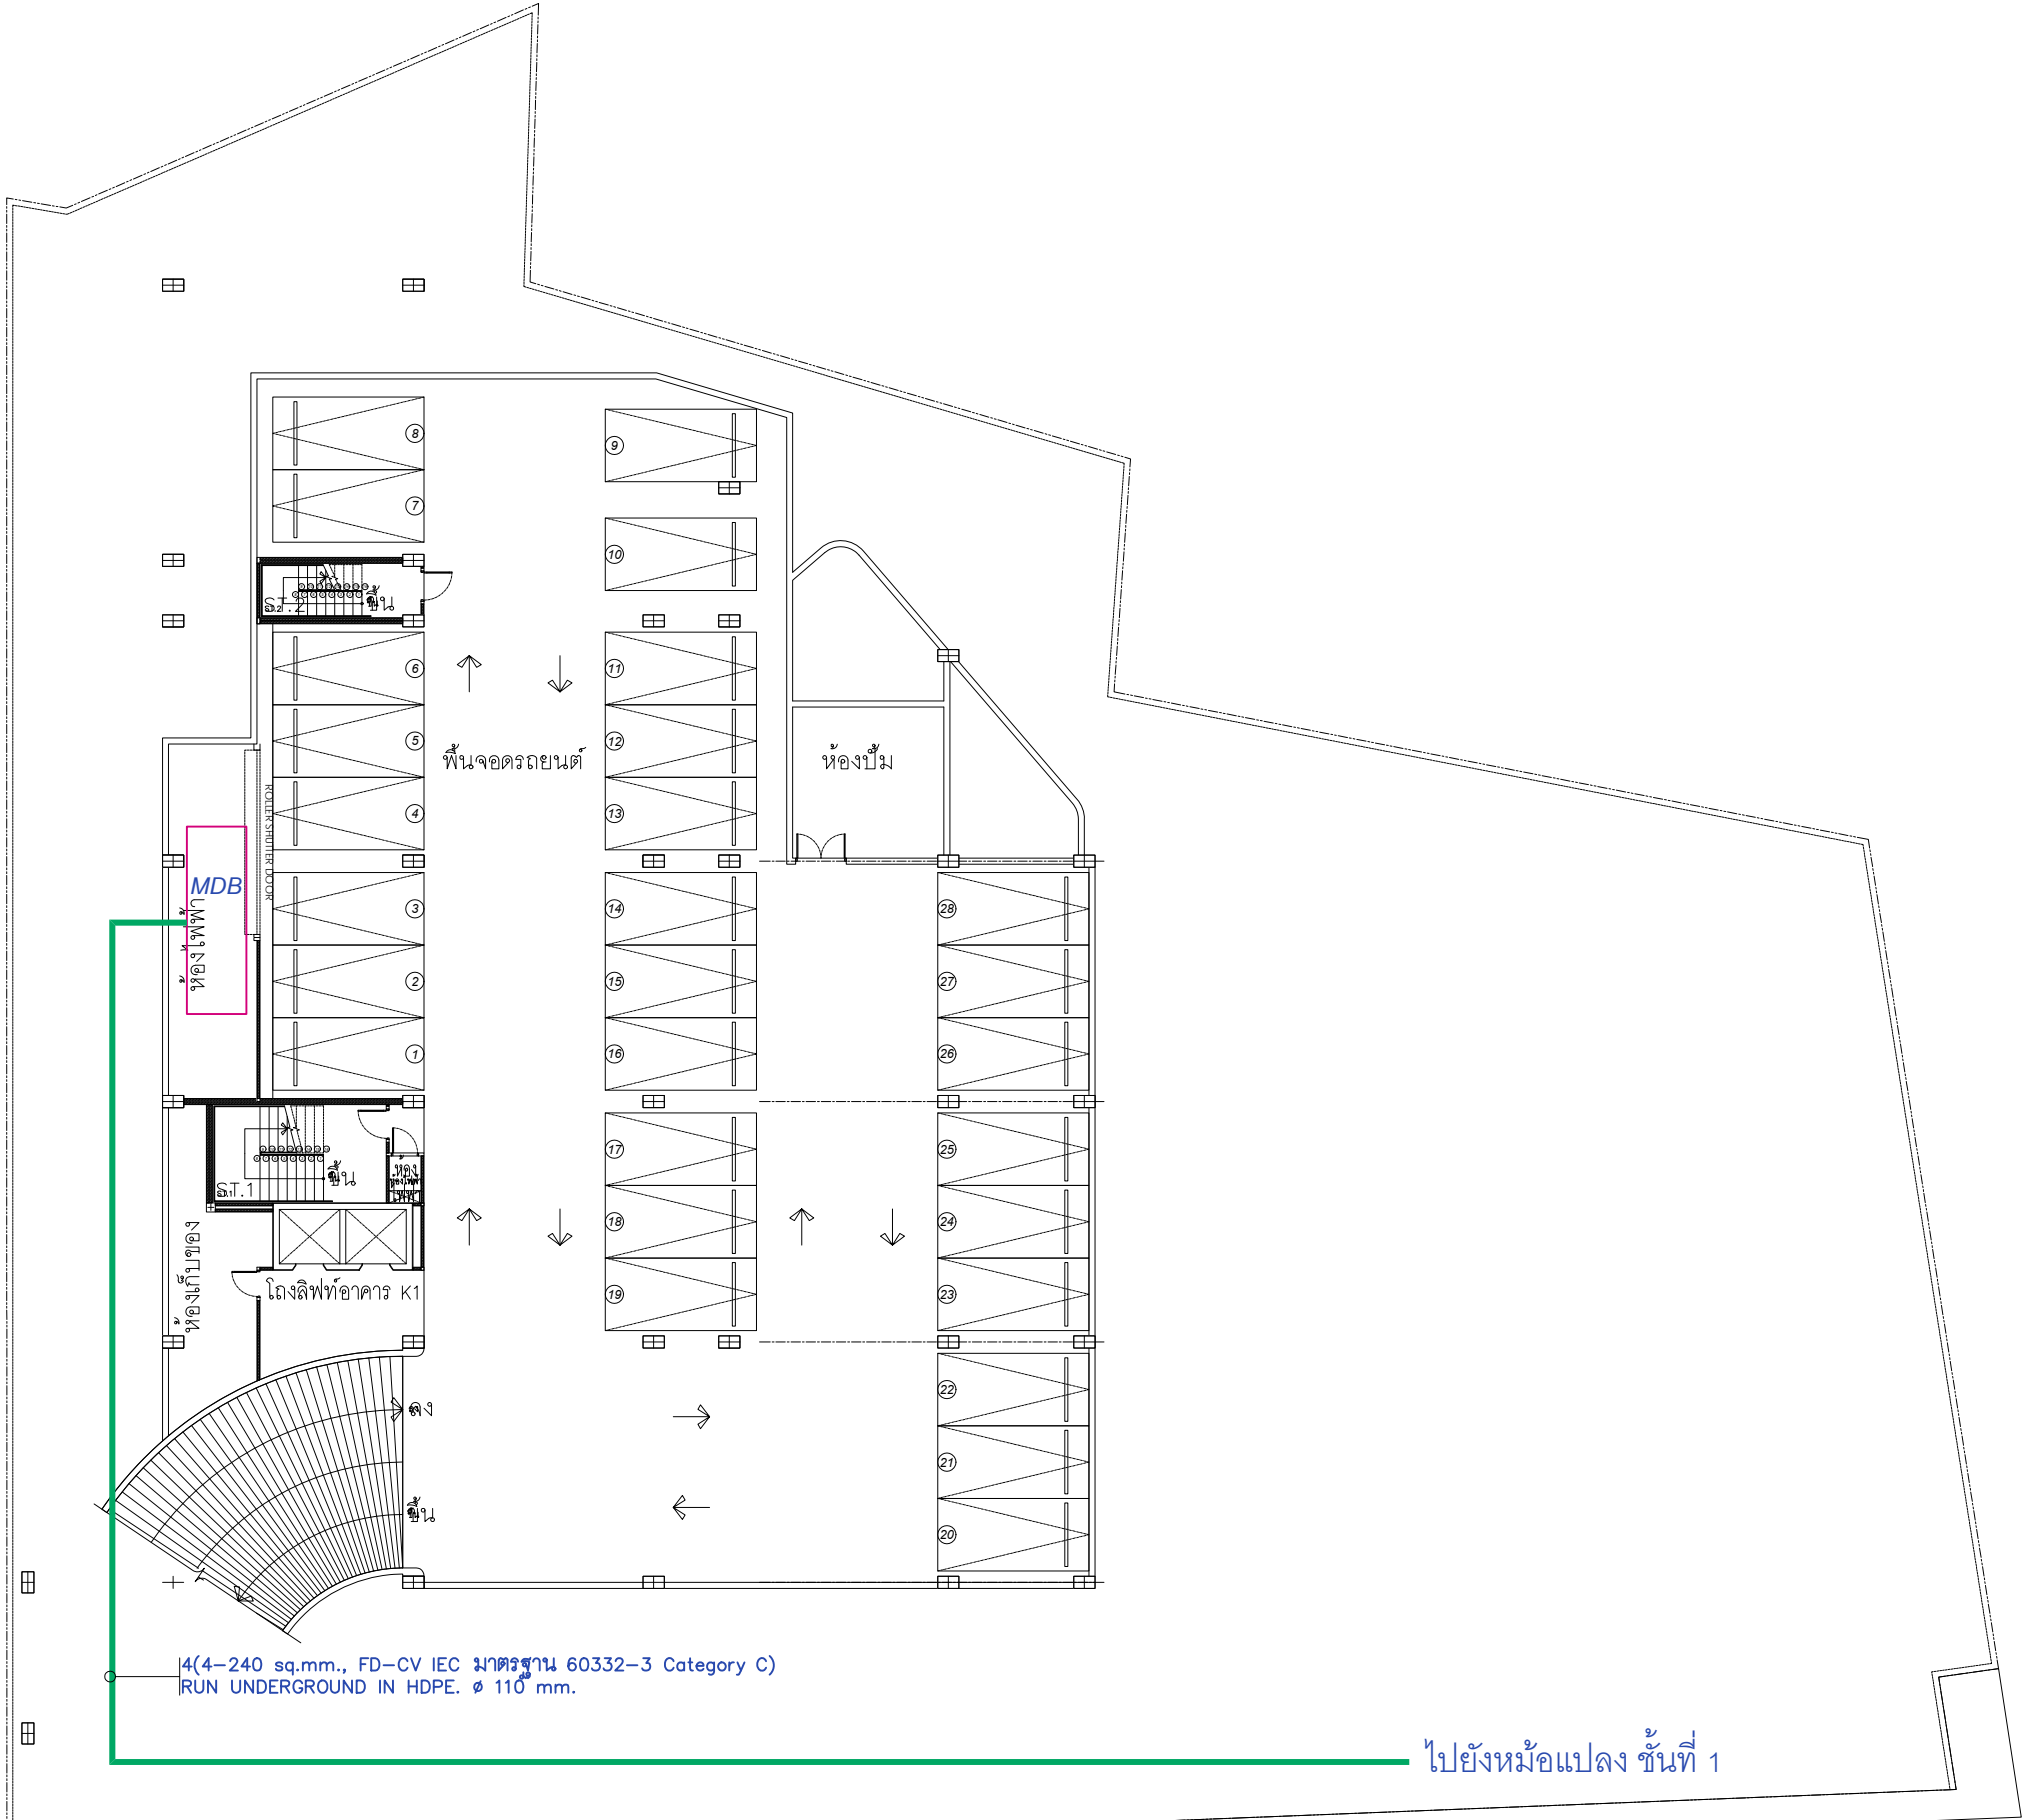 8
9
7
10
ST.2
ขึ้น
6
11
5
12
พื้นจอดรถยนต์
ห้องปั๊ม
4
13
ROLLER SHUTTER DOOR
MDB
ห้องไฟฟ้า
3
14
28
2
15
27
1
16
26
17
25
ST.1
ขึ้น
ห้อง
18
24
ห้องเก็บของ
โถงลิฟท์อาคาร K1
19
23
22
ลง
21
ขึ้น
20
4(4-240 sq.mm., FD-CV IEC มาตรฐาน 60332-3 Category C)
RUN UNDERGROUND IN HDPE. ø 110 mm.
ไปยังหม้อแปลง ชั้นที่ 1